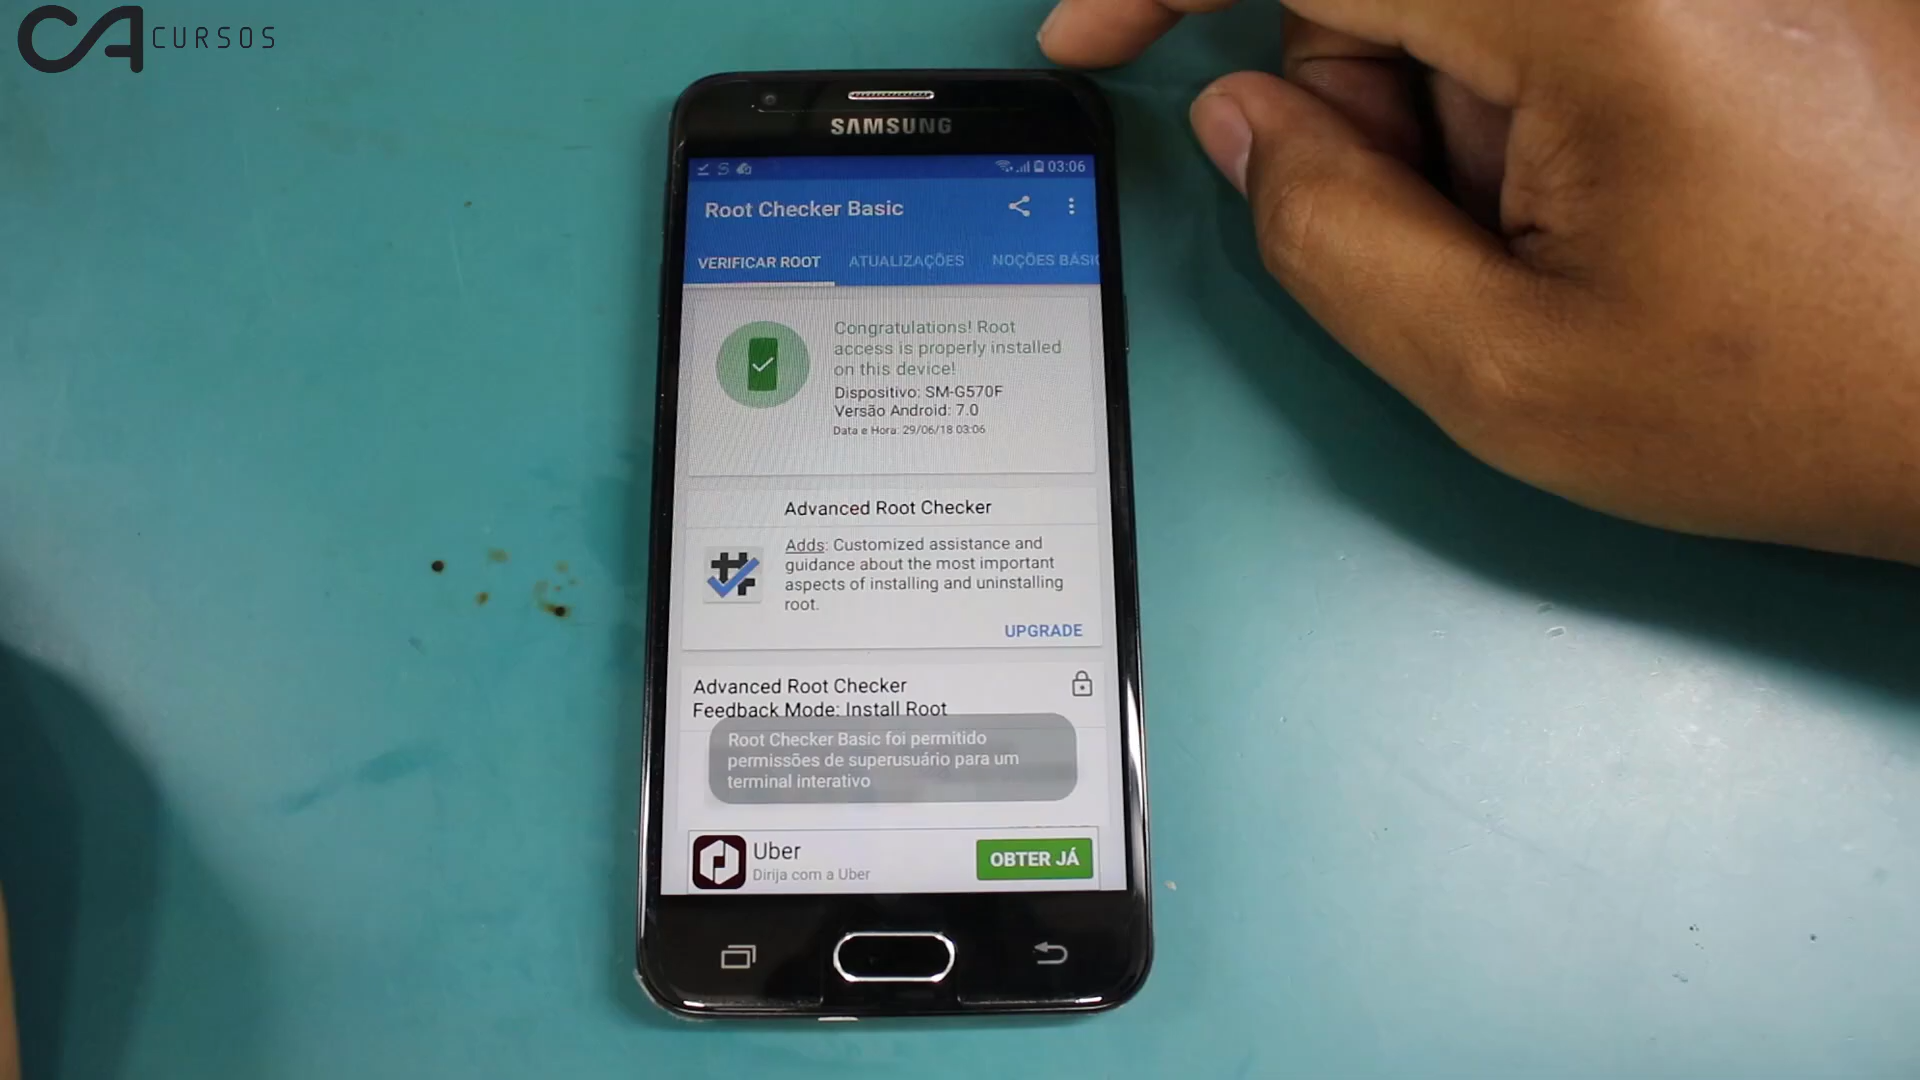 CA CURSOS
SAMSUNG
03:06
Root Checker Basic
VERIFICAR ROOT ATUALIZAÇÕES NOÇÕES BÁSIC
Congratulations! Root
access is properly installed
on this device!
Dispositivo: SM-G570F
Versão Android: 7.0
Data e Hora: 29/06/18 03:06
Advanced Root Checker
Adds: Customized assistance and
guidance about the most important
aspects of installing and uninstalling
root.
UPGRADE
Advanced Root Checker
Feedback Mode: Install Root
Root Checker Basic foi permitido
permissões de superusuário para um
terminal interativo
Uber
Dirija com a Uber
OBTER JÁ